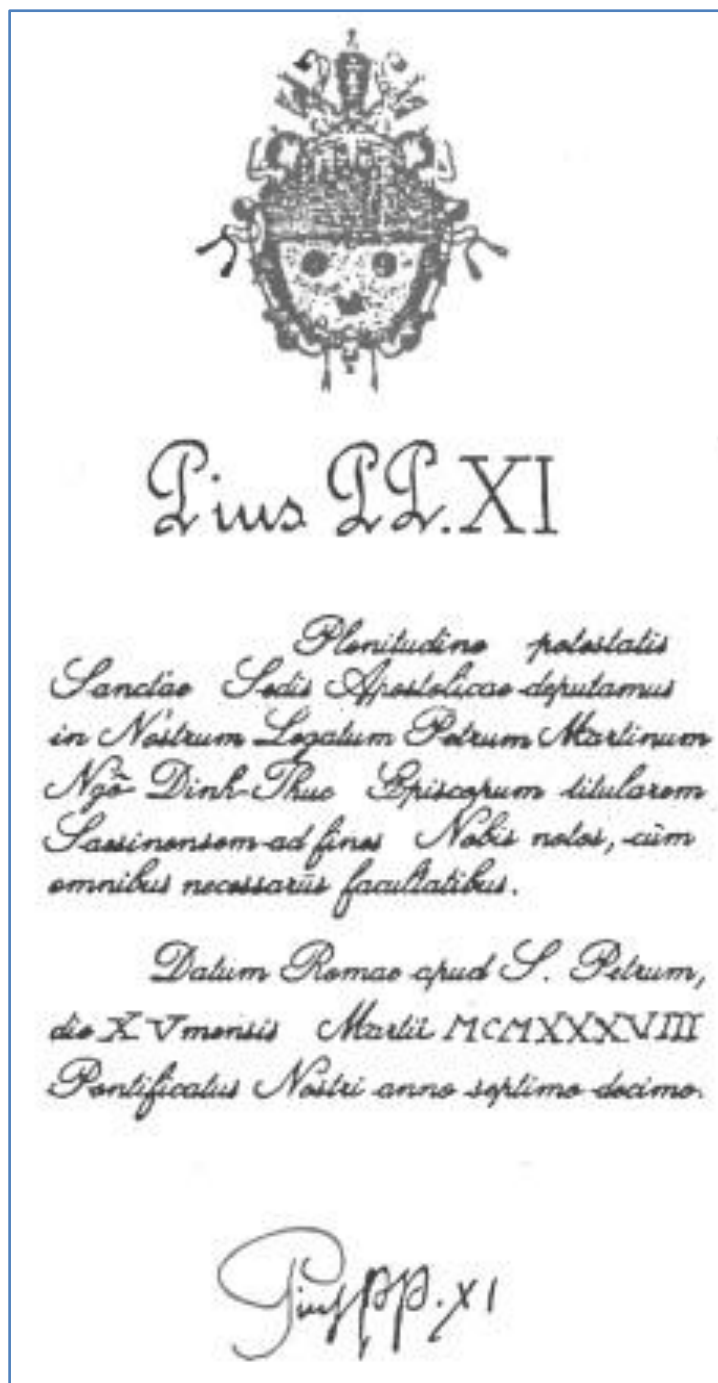 Pius PP. XI
Plenitudine potestatis
Sanctae Sedis Apostolicae deputamus
in Nostrum Legatum Petrum Martinum
Ngô Dinh-Thuc Episcopum titularem
Saesinensem ad fines Nobis notos, cum
omnibus necessariis facultatibus.
Datum Romae apud S. Petrum,
die XV mensis Martii MCMXXXVIII
Pontificatus Nostri anno septimo decimo.
Pius PP. XI